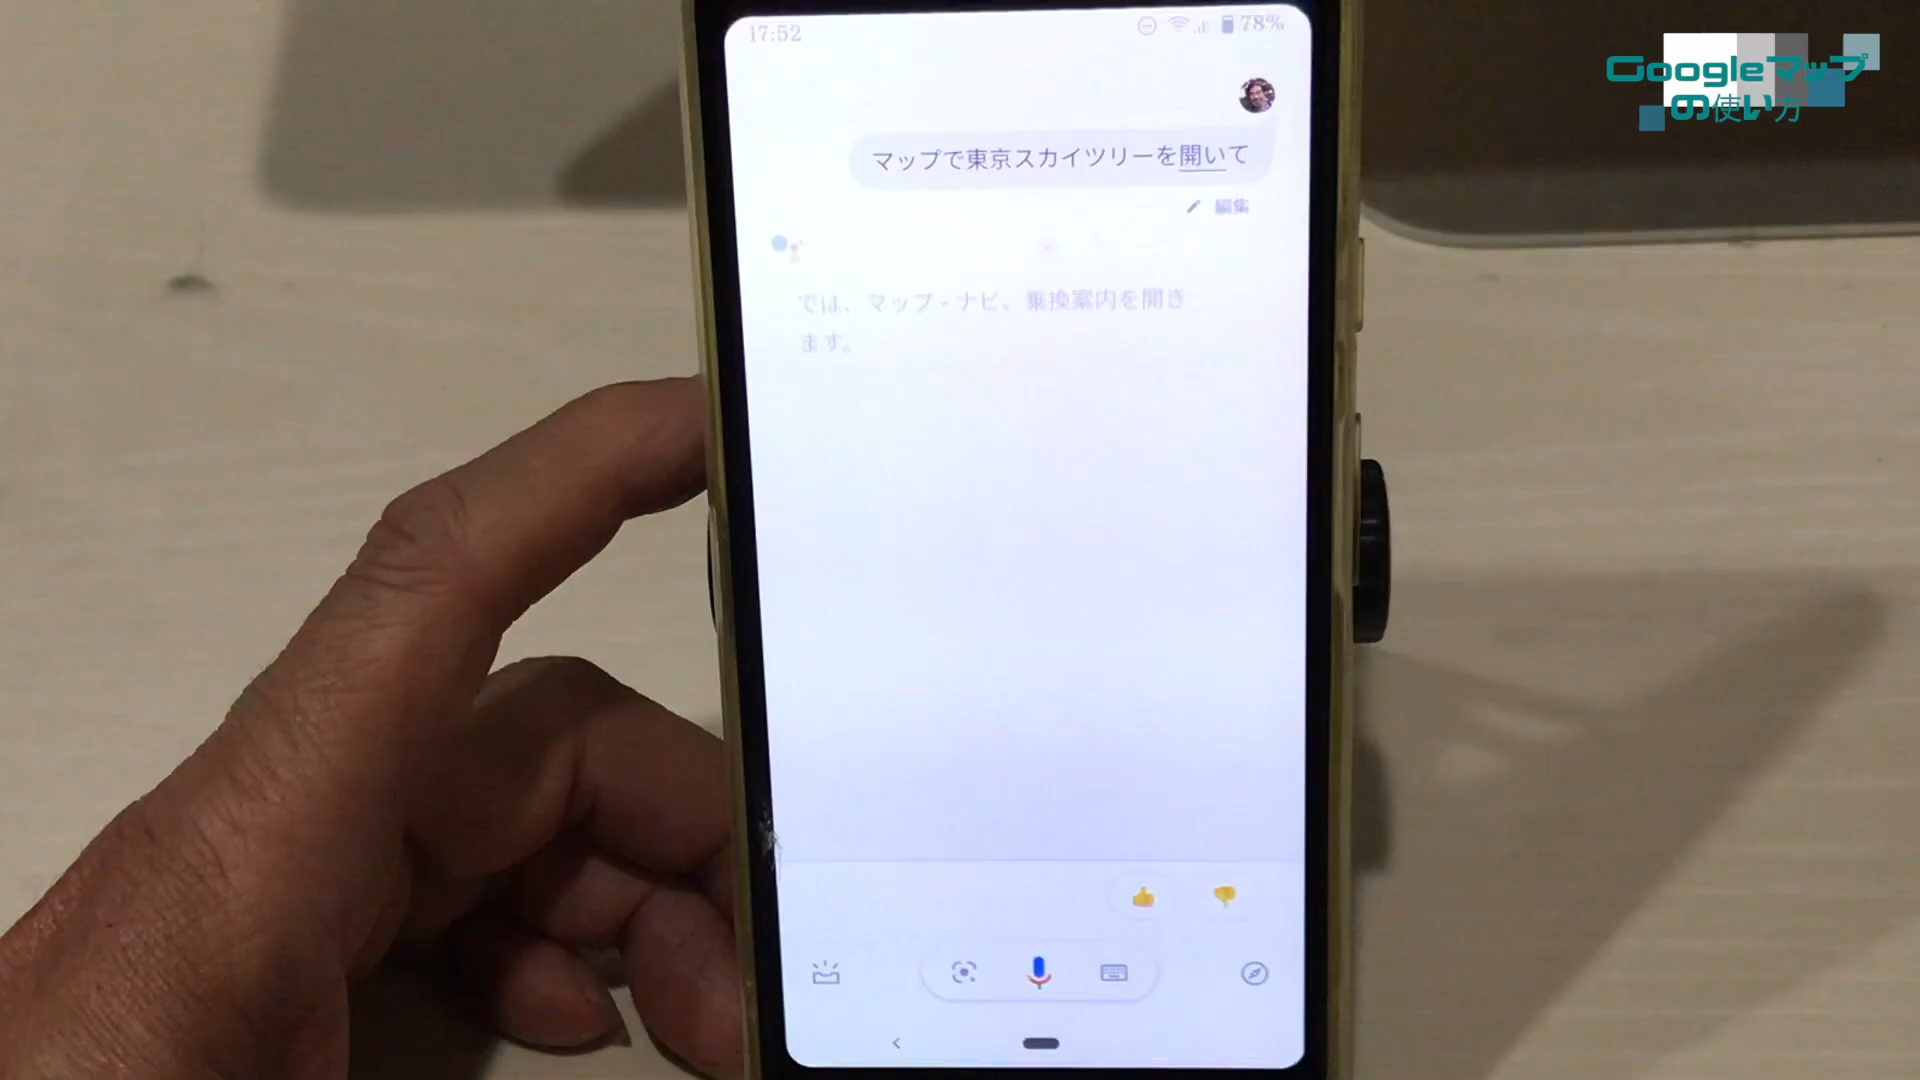 17:52
78%
Googleマップ
の使い方
マップで東京スカイツリーを開いて
編集
では、マップ - ナビ、乗換案内を開き
ます。